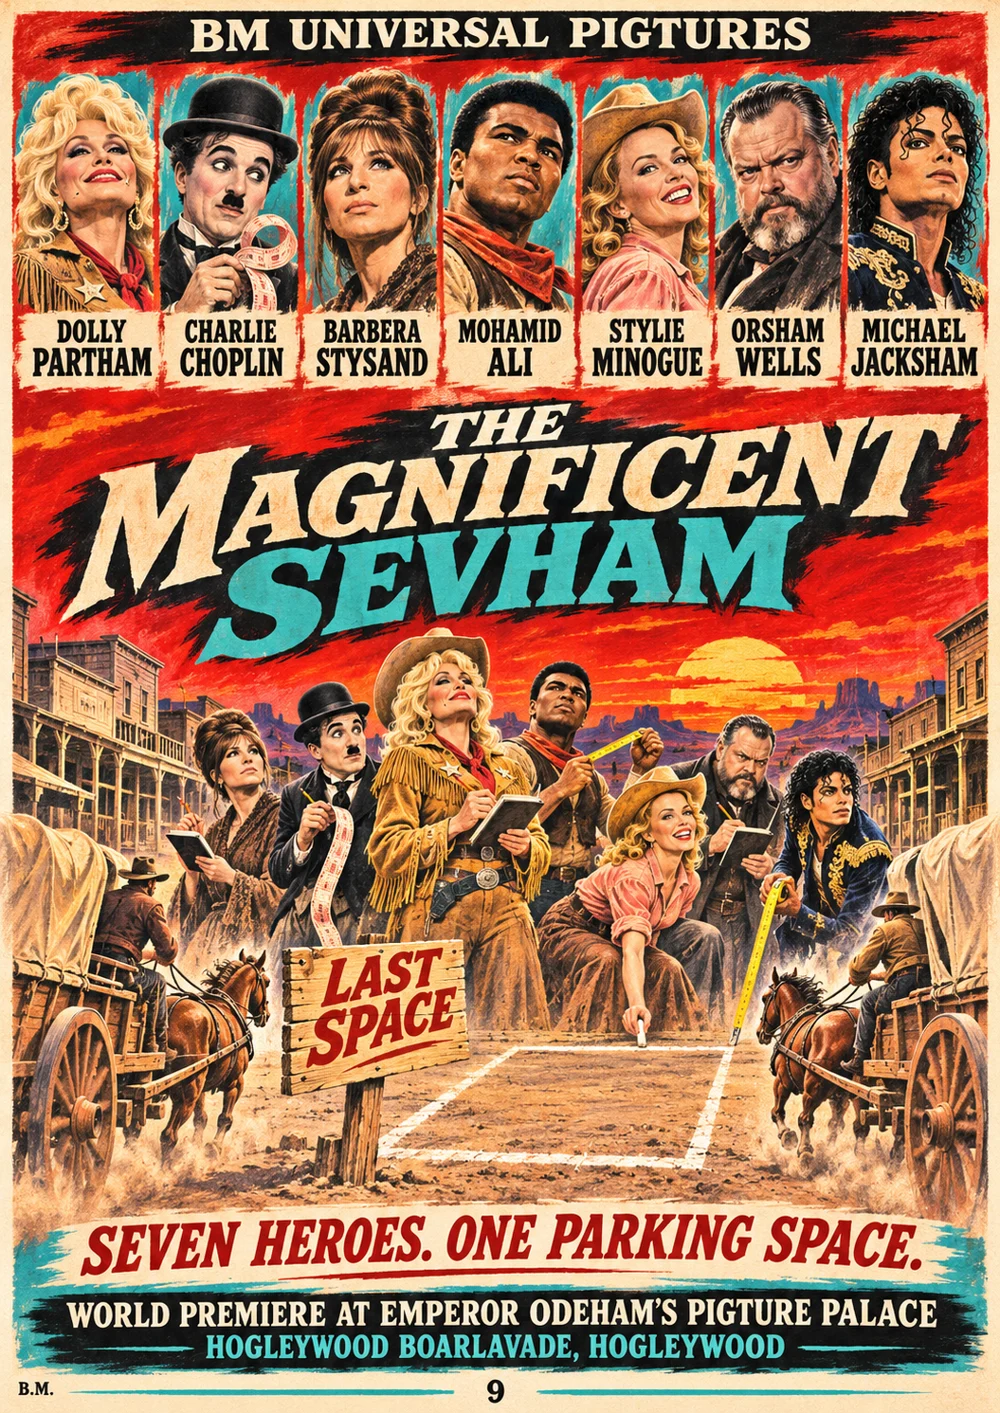 BM UNIVERSAL PIGTURES
DOLLY
PARTHAM
CHARLIE
CHOPLIN
BARBERA
STYSAND
MOHAMID
ALI
STYLIE
MINOGUE
ORSHAM
WELLS
MICHAEL
JACKSHAM
THE
MAGNIFICENT
SEVHAM
LAST
SPACE
SEVEN HEROES. ONE PARKING SPACE.
WORLD PREMIERE AT EMPEROR ODEHAM'S PIGTURE PALACE
HOGLEYWOOD BOARLAVADE, HOGLEYWOOD
B.M.
9